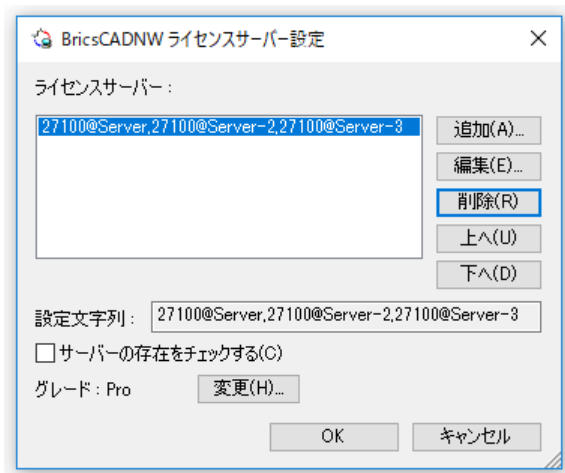 BricsCADNW ライセンスサーバー設定
ライセンスサーバー :
27100@Server,27100@Server-2,27100@Server-3
追加(A)...
編集(E)...
削除(R)
上へ(U)
下へ(D)
設定文字列 : 27100@Server,27100@Server-2,27100@Server-3
サーバーの存在をチェックする(C)
グレード : Pro 変更(H)...
OK キャンセル